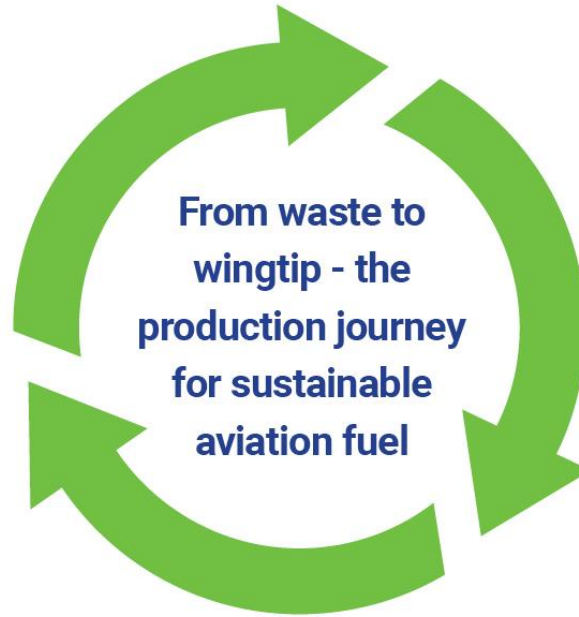 From waste to
wingtip - the
production journey
for sustainable
aviation fuel